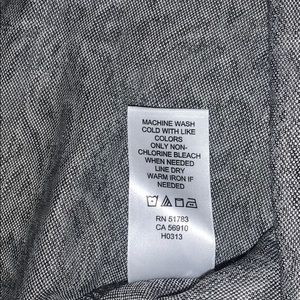 MACHINE WASH
COLD WITH LIKE
COLORS
ONLY NON-
CHLORINE BLEACH
WHEN NEEDED
LINE DRY
WARM IRON IF
NEEDED
RN 51783
CA 56910
H0313